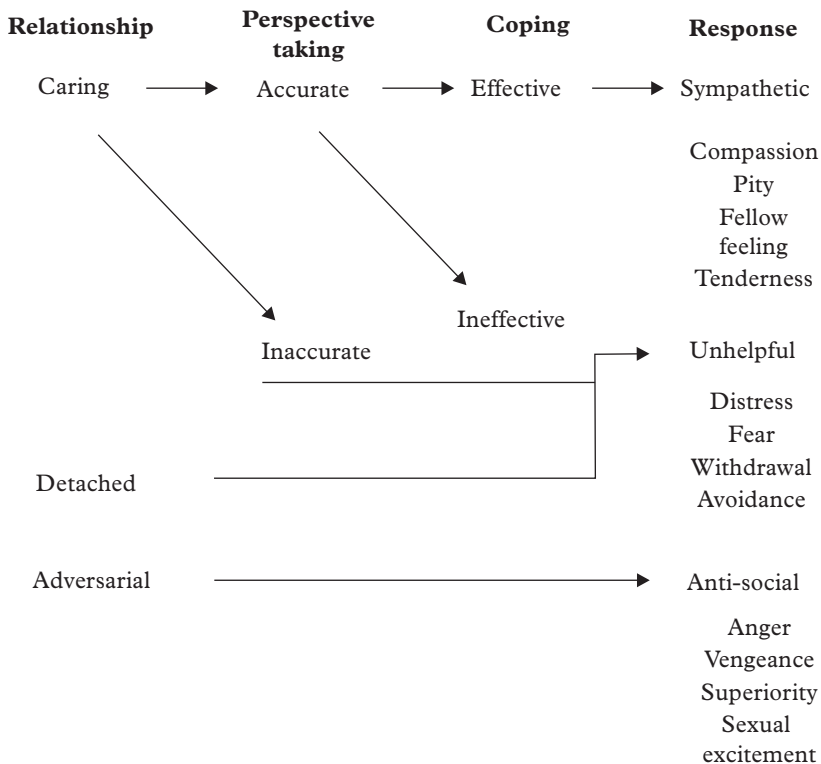 Relationship
Perspective
taking
Coping
Response
Caring
Accurate
Effective
Sympathetic
Compassion
Pity
Fellow
feeling
Tenderness
Ineffective
Inaccurate
Unhelpful
Distress
Fear
Withdrawal
Avoidance
Detached
Adversarial
Anti-social
Anger
Vengeance
Superiority
Sexual
excitement